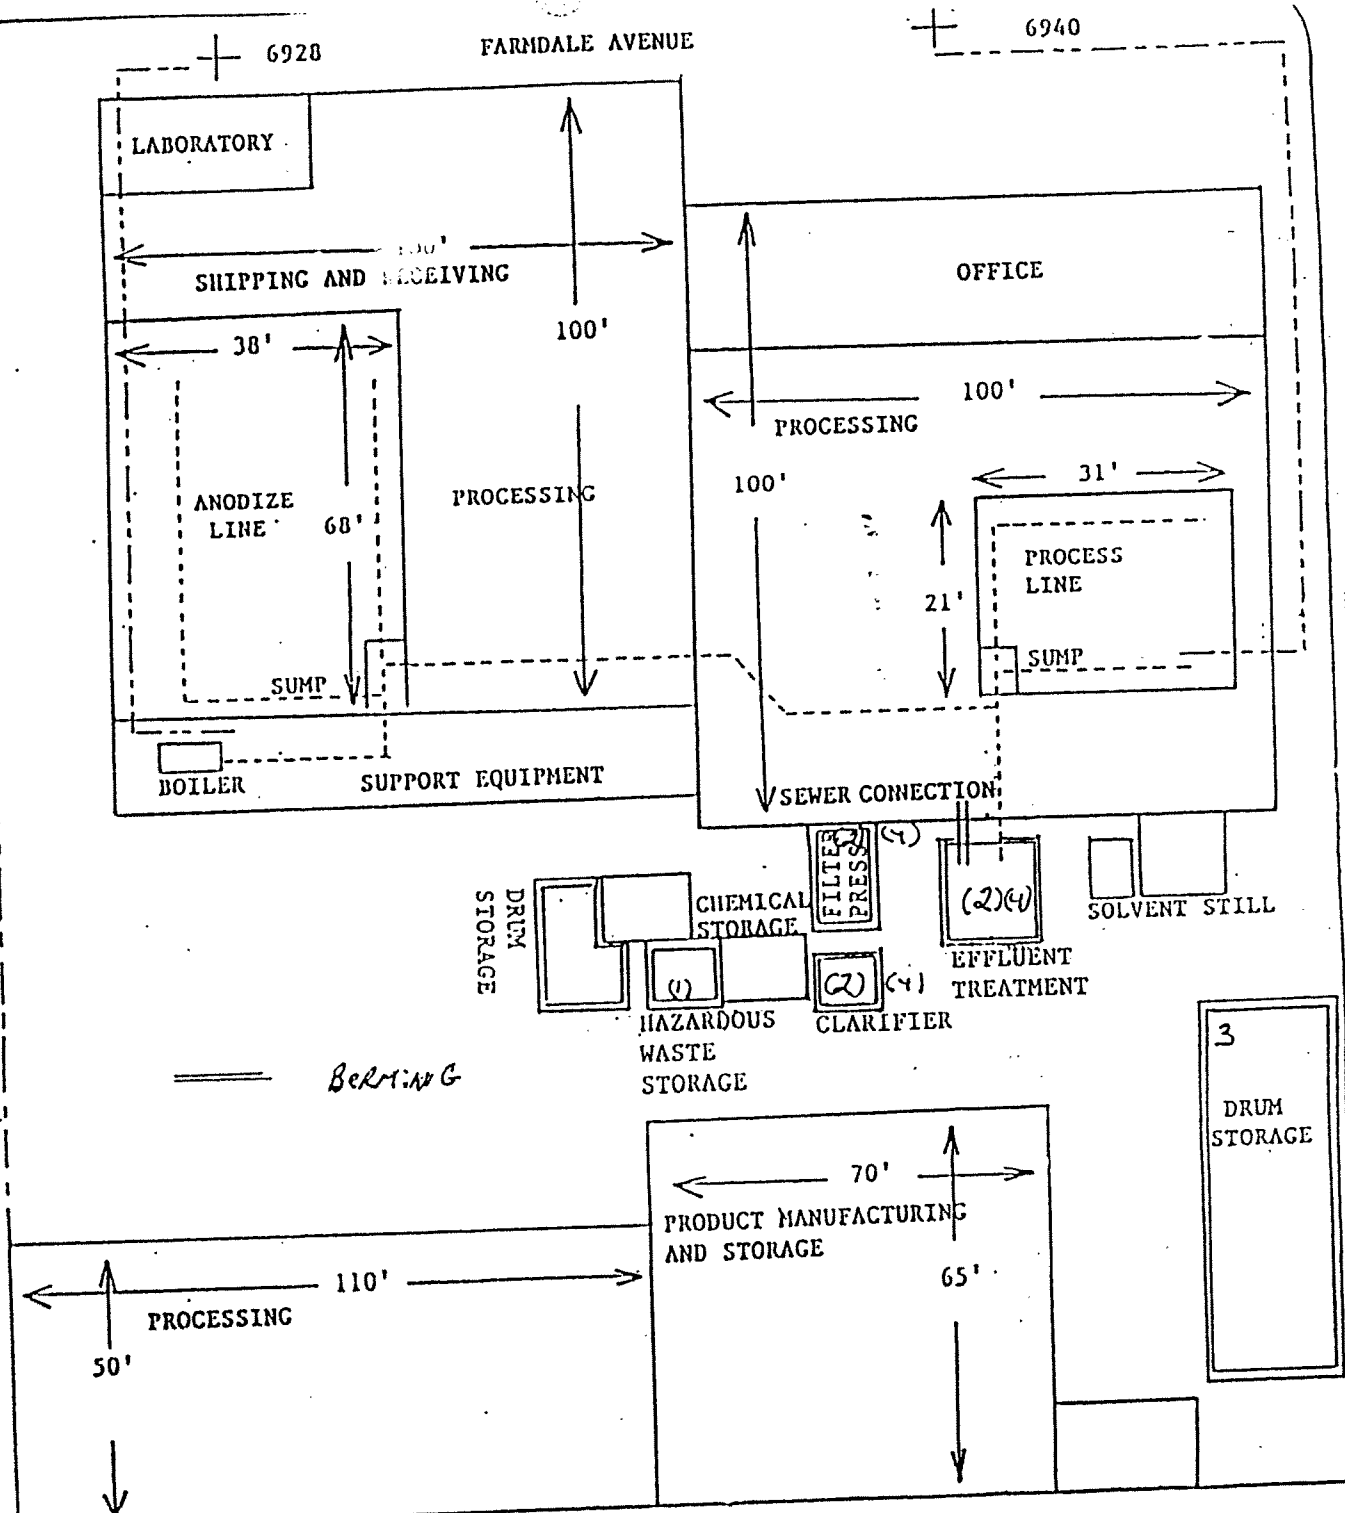 6928
FARMDALE AVENUE
6940
LABORATORY
100'
SHIPPING AND RECEIVING
38'
100'
OFFICE
100'
PROCESSING
100'
31'
ANODIZE
LINE
68'
PROCESSING
PROCESS
LINE
21'
SUMP
SUMP
BOILER
SUPPORT EQUIPMENT
SEWER CONNECTION
FILTER
PRESS
(2)
(4)
DRUM
STORAGE
CHEMICAL
STORAGE
(2)(4)
SOLVENT STILL
EFFLUENT
TREATMENT
(1)
(2)
(4)
HAZARDOUS
WASTE
STORAGE
CLARIFIER
BERMING
3
DRUM
STORAGE
70'
PRODUCT MANUFACTURING
AND STORAGE
65'
110'
PROCESSING
50'